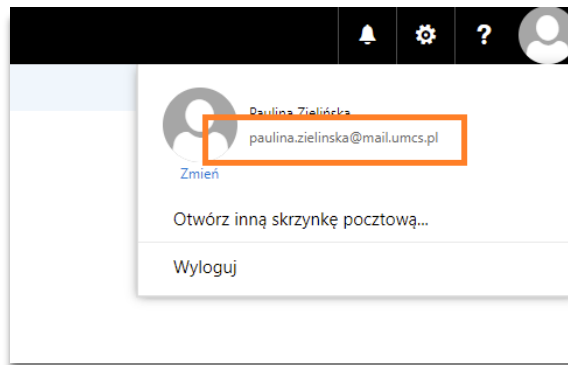 ?
Paulina Zielińska
paulina.zielinska@mail.umcs.pl
Zmień
Otwórz inną skrzynkę pocztową...
Wyloguj